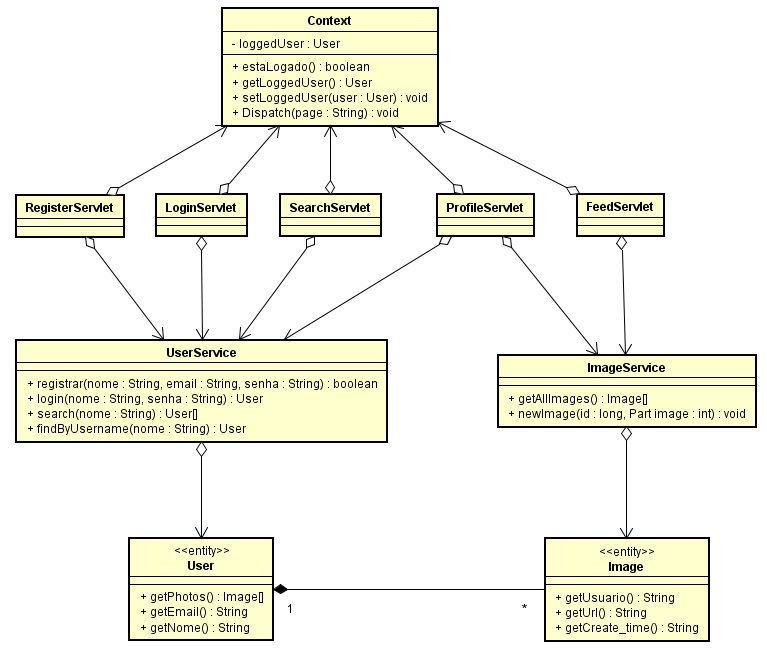 Context
- loggedUser : User
+ estaLogado() : boolean
+ getLoggedUser() : User
+ setLoggedUser(user : User) : void
+ Dispatch(page : String) : void
RegisterServlet
LoginServlet
SearchServlet
ProfileServlet
FeedServlet
UserService
+ registrar(nome : String, email : String, senha : String) : boolean
+ login(nome : String, senha : String) : User
+ search(nome : String) : User[]
+ findByUsername(nome : String) : User
ImageService
+ getAllImages() : Image[]
+ newImage(id : long, Part image : int) : void
<<entity>>
User
+ getPhotos() : Image[]
+ getEmail() : String
+ getNome() : String
1
*
<<entity>>
Image
+ getUsuario() : String
+ getUrl() : String
+ getCreate_time() : String